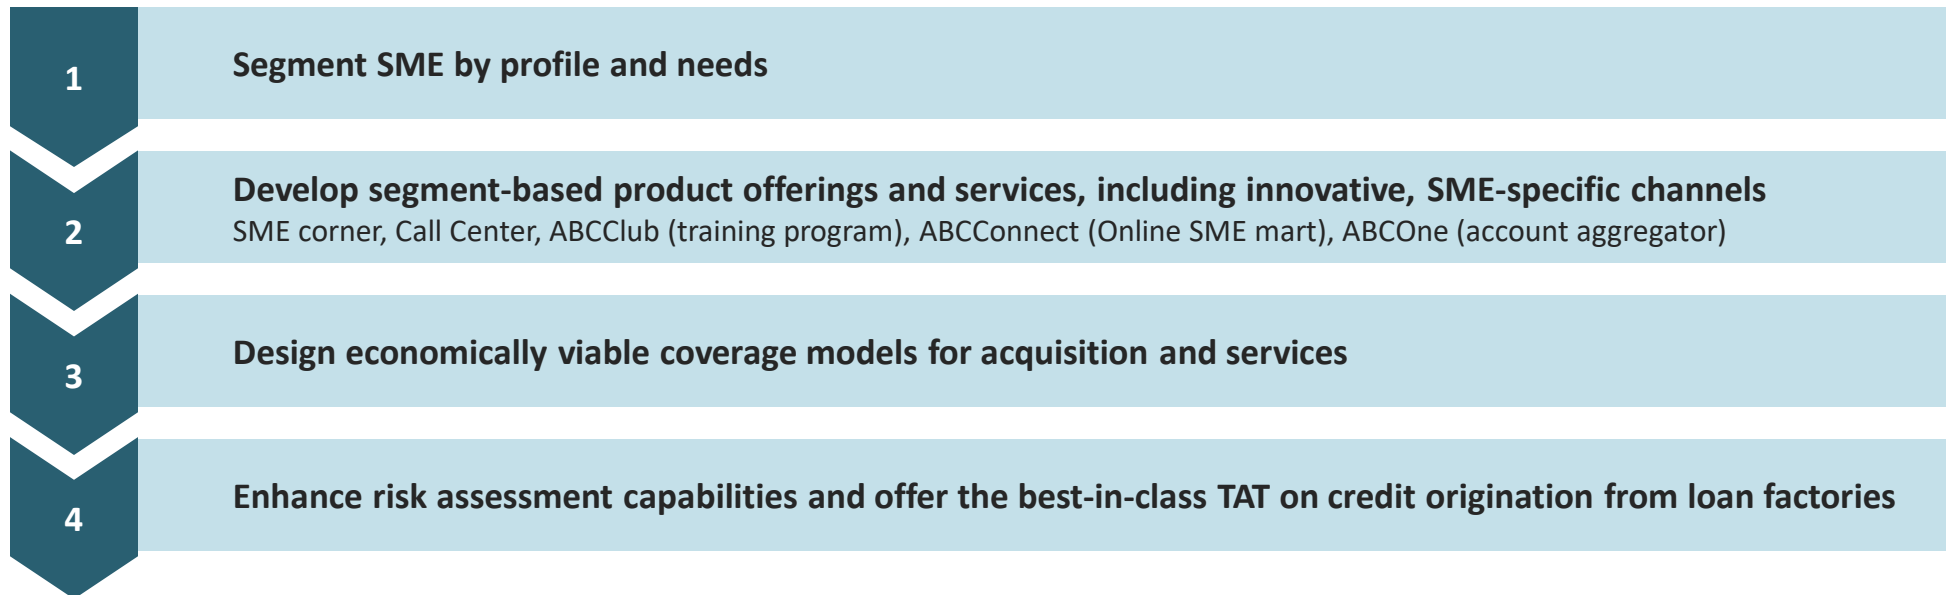 1
Segment SME by profile and needs
2
Develop segment-based product offerings and services, including innovative, SME-specific channels
SME corner, Call Center, ABCClub (training program), ABCConnect (Online SME mart), ABCOne (account aggregator)
3
Design economically viable coverage models for acquisition and services
4
Enhance risk assessment capabilities and offer the best-in-class TAT on credit origination from loan factories